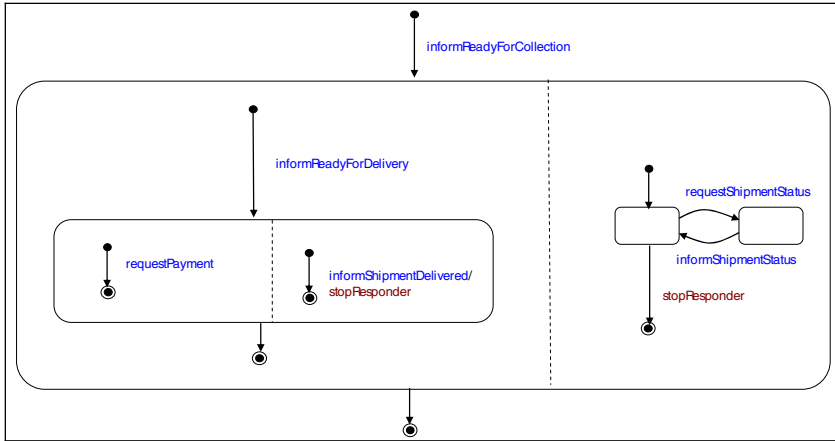 informReadyForCollection
informReadyForDelivery
requestShipmentStatus
requestPayment
informShipmentDelivered/
stopResponder
informShipmentStatus
stopResponder